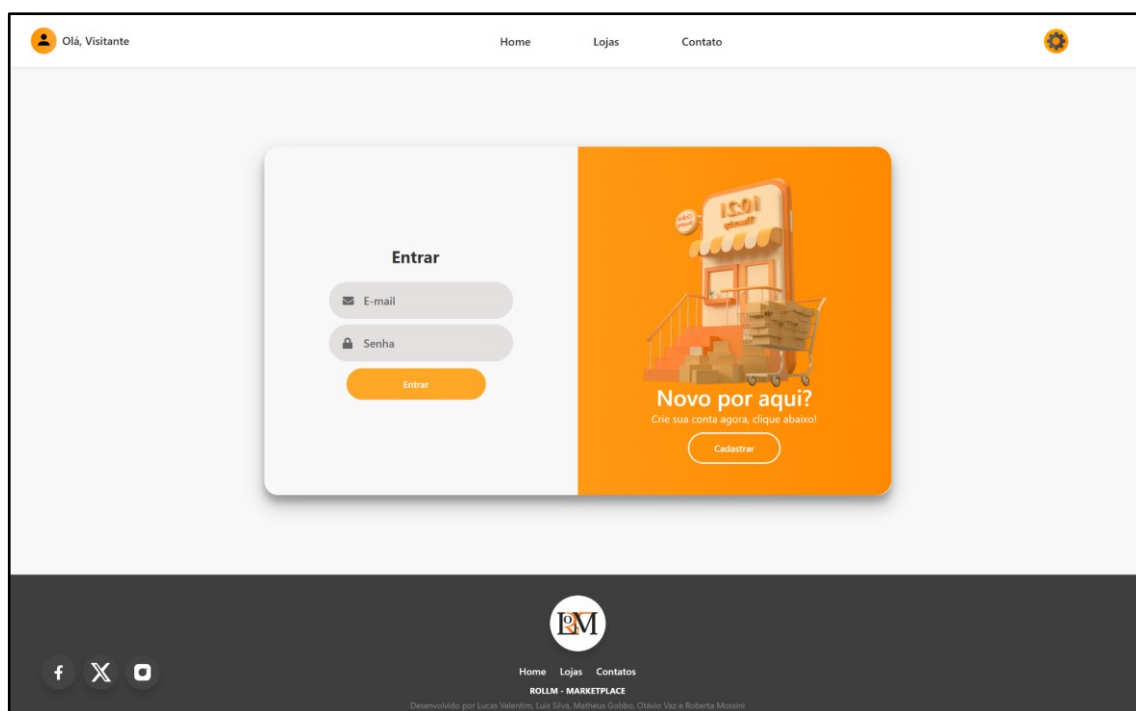 Olá, Visitante
Home Lojas Contato
Entrar
E-mail
Senha
Entrar
Novo por aqui?
Crie sua conta agora, clique abaixo!
Cadastrar
Home Lojas Contatos
ROLLM - MARKETPLACE
Desenvolvido por Lucas Valentim, Luis Silva, Matheus Gobbo, Otávio Vaz e Roberta Mossini